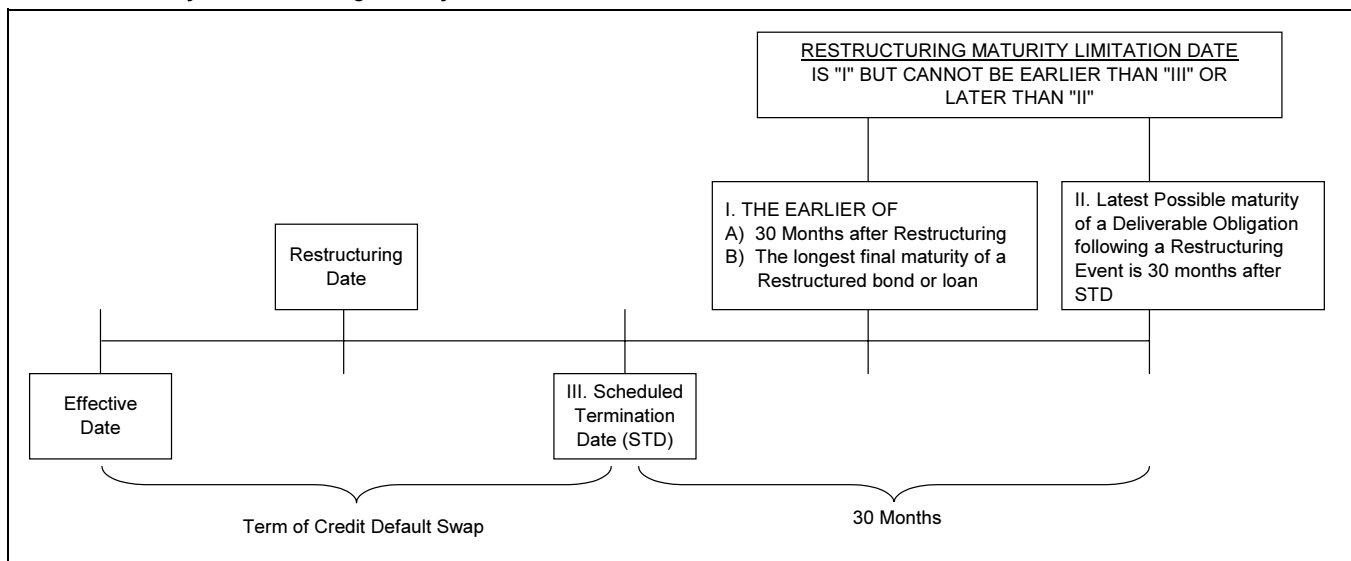 RESTRUCTURING MATURITY LIMITATION DATE
IS "I" BUT CANNOT BE EARLIER THAN "III" OR
LATER THAN "II"
I. THE EARLIER OF
A) 30 Months after Restructuring
B) The longest final maturity of a
Restructured bond or loan
II. Latest Possible maturity
of a Deliverable Obligation
following a Restructuring
Event is 30 months after
STD
Restructuring
Date
Effective
Date
III. Scheduled
Termination
Date (STD)
Term of Credit Default Swap
30 Months